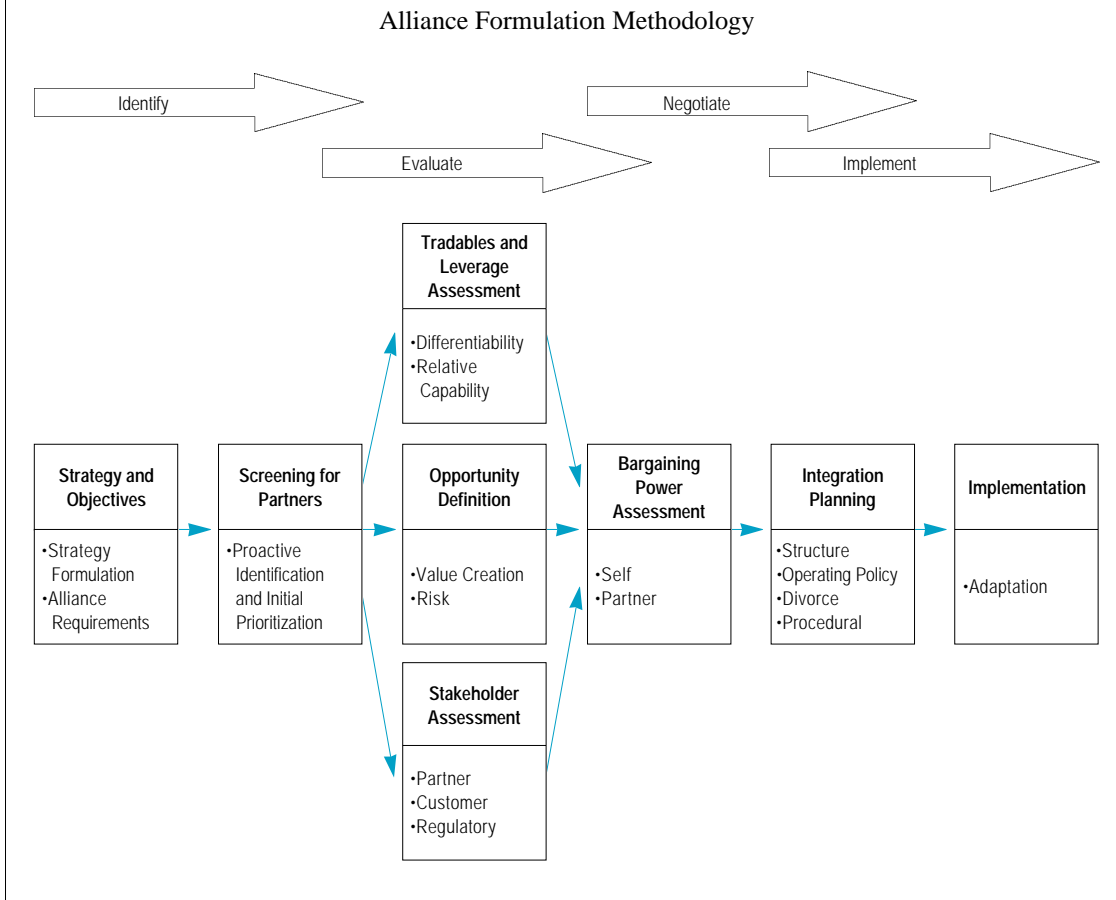 Alliance Formulation Methodology
Identify
Negotiate
Evaluate
Implement
Tradables and
Leverage
Assessment
•Differentiability
•Relative
Capability
Strategy and
Objectives
•Strategy
Formulation
•Alliance
Requirements
Screening for
Partners
•Proactive
Identification
and Initial
Prioritization
Opportunity
Definition
•Value Creation
•Risk
Bargaining
Power
Assessment
•Self
•Partner
Integration
Planning
•Structure
•Operating Policy
•Divorce
•Procedural
Implementation
•Adaptation
Stakeholder
Assessment
•Partner
•Customer
•Regulatory